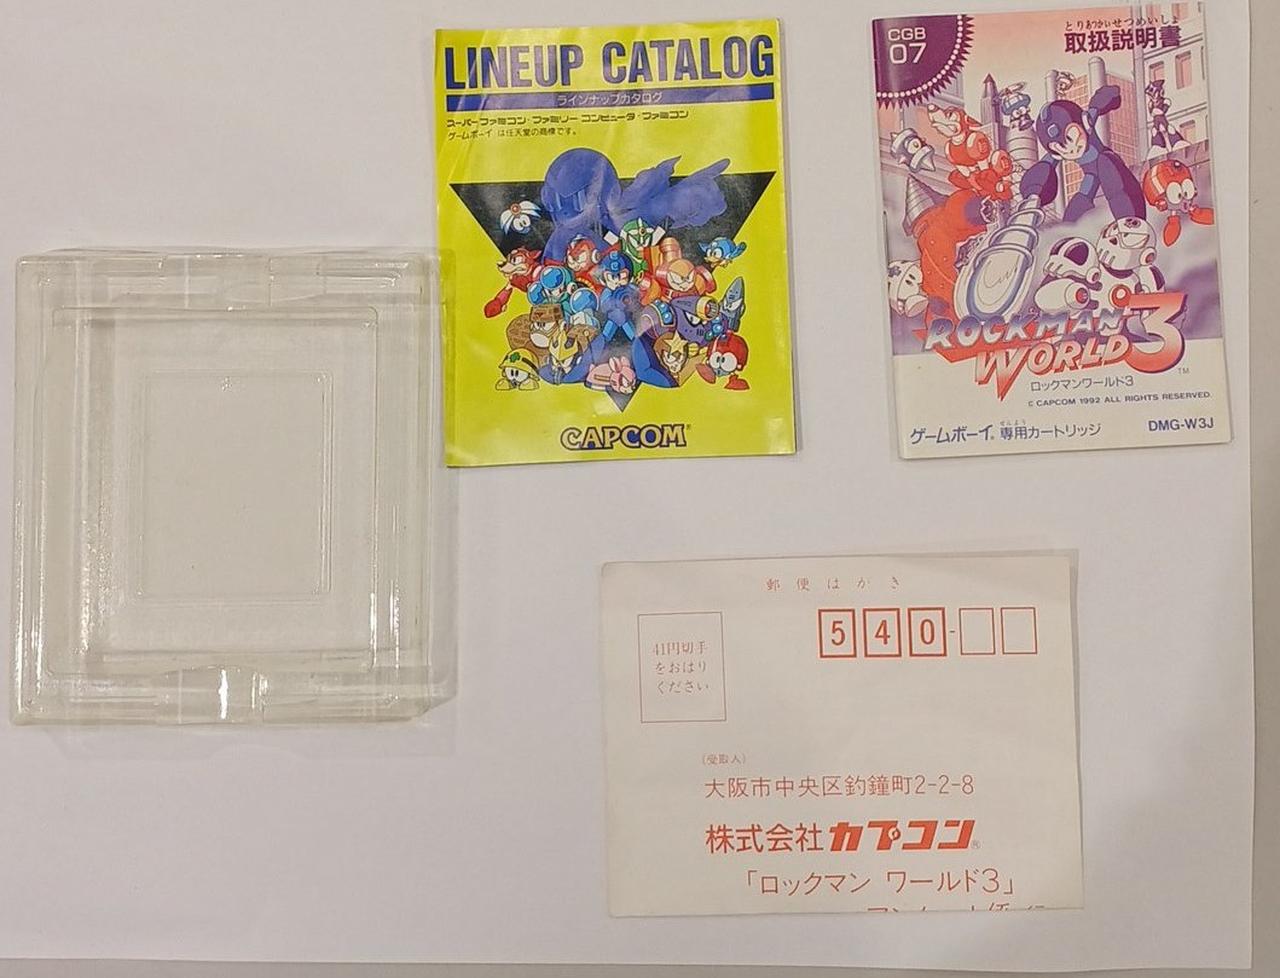 LINEUP CATALOG
ラインナップカタログ
スーパーファミコン・ファミリー コンピュータ・ファミコン
ゲームボーイ は任天堂の商標です。
CAPCOM®
CGB
07
とりあつかいせつめいしょ
取扱説明書
ROCKMAN
WORLD 3
TM
ロックマンワールド3
© CAPCOM 1992 ALL RIGHTS RESERVED.
せんよう
ゲームボーイ® 専用カートリッジ
DMG-W3J
郵便はがき
540-
41円切手
をおはり
ください
(受取人)
大阪市中央区釣鐘町2-2-8
株式会社カプコン®
「ロックマン ワールド3」